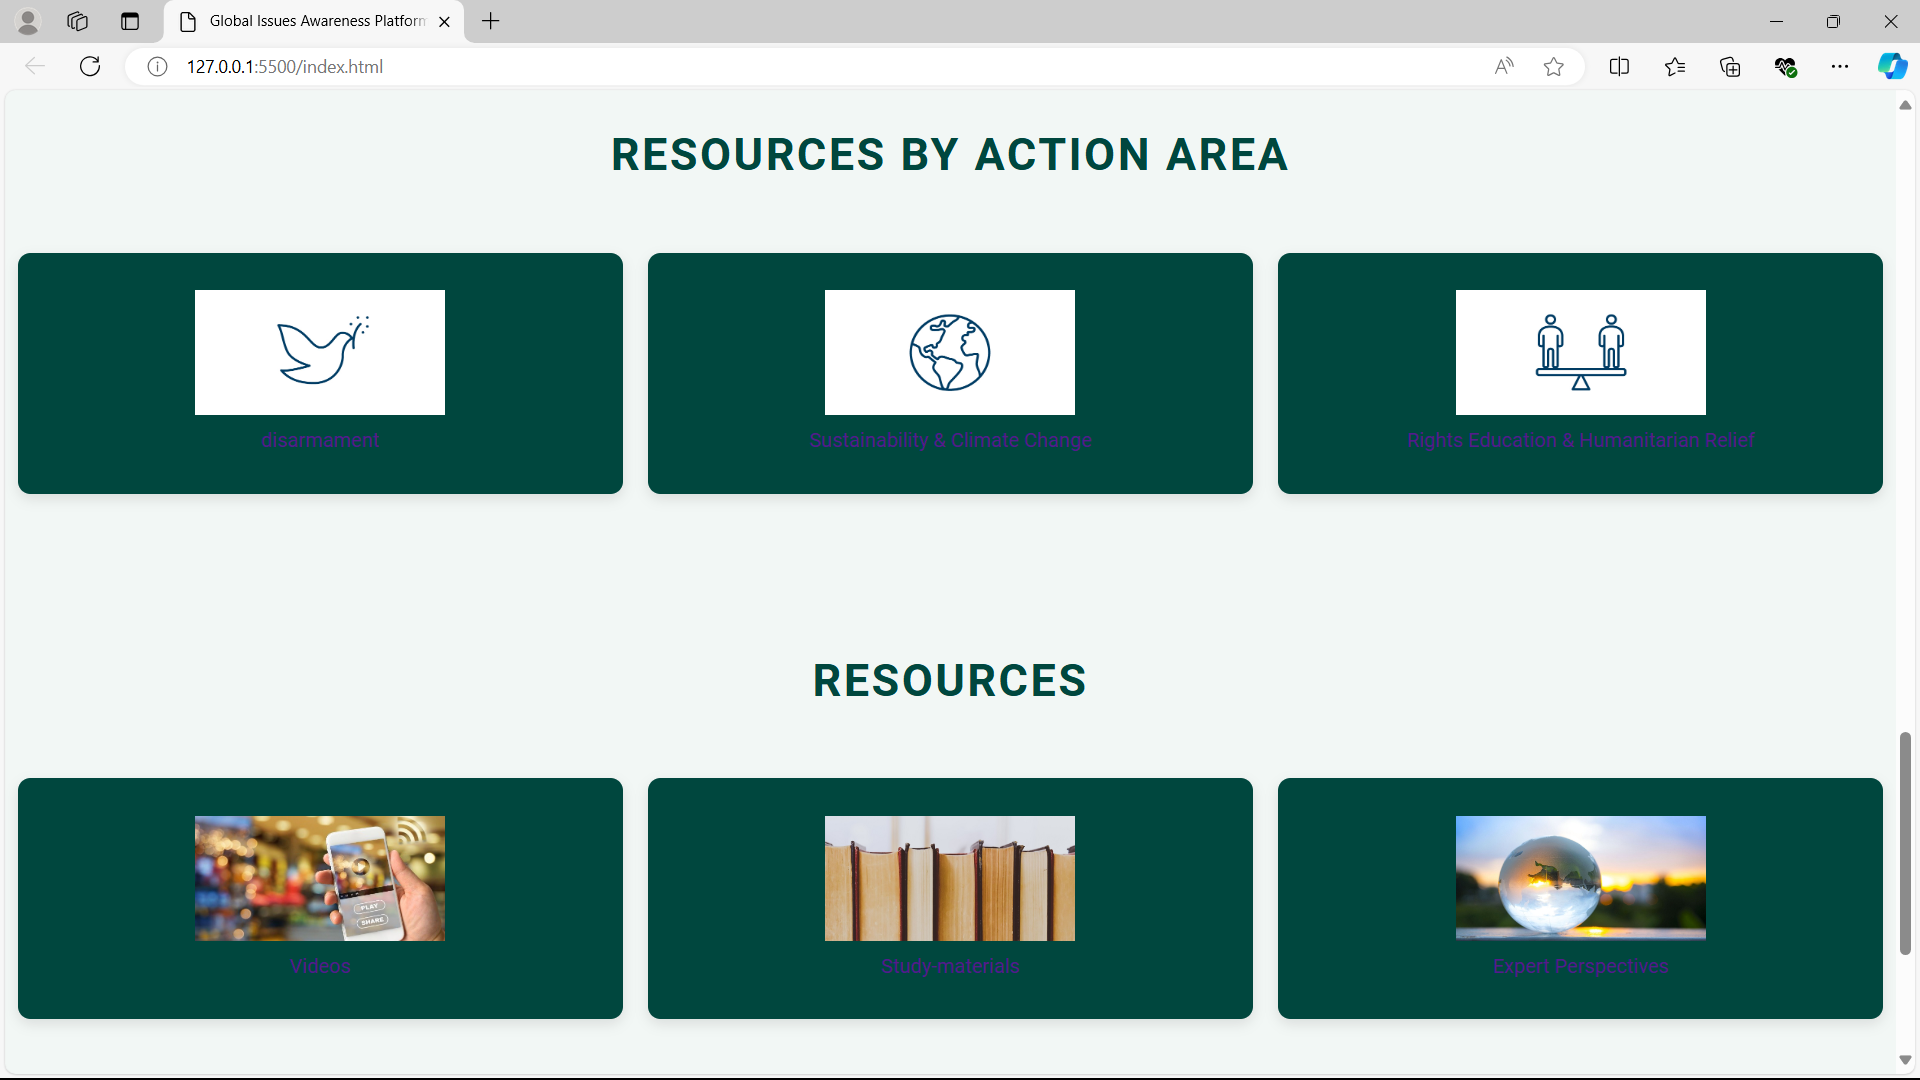 Global Issues Awareness Platform
127.0.0.1:5500/index.html
RESOURCES BY ACTION AREA
disarmament
Sustainability & Climate Change
Rights Education & Humanitarian Relief
RESOURCES
PLAY
SHARE
Videos
Study-materials
Expert Perspectives